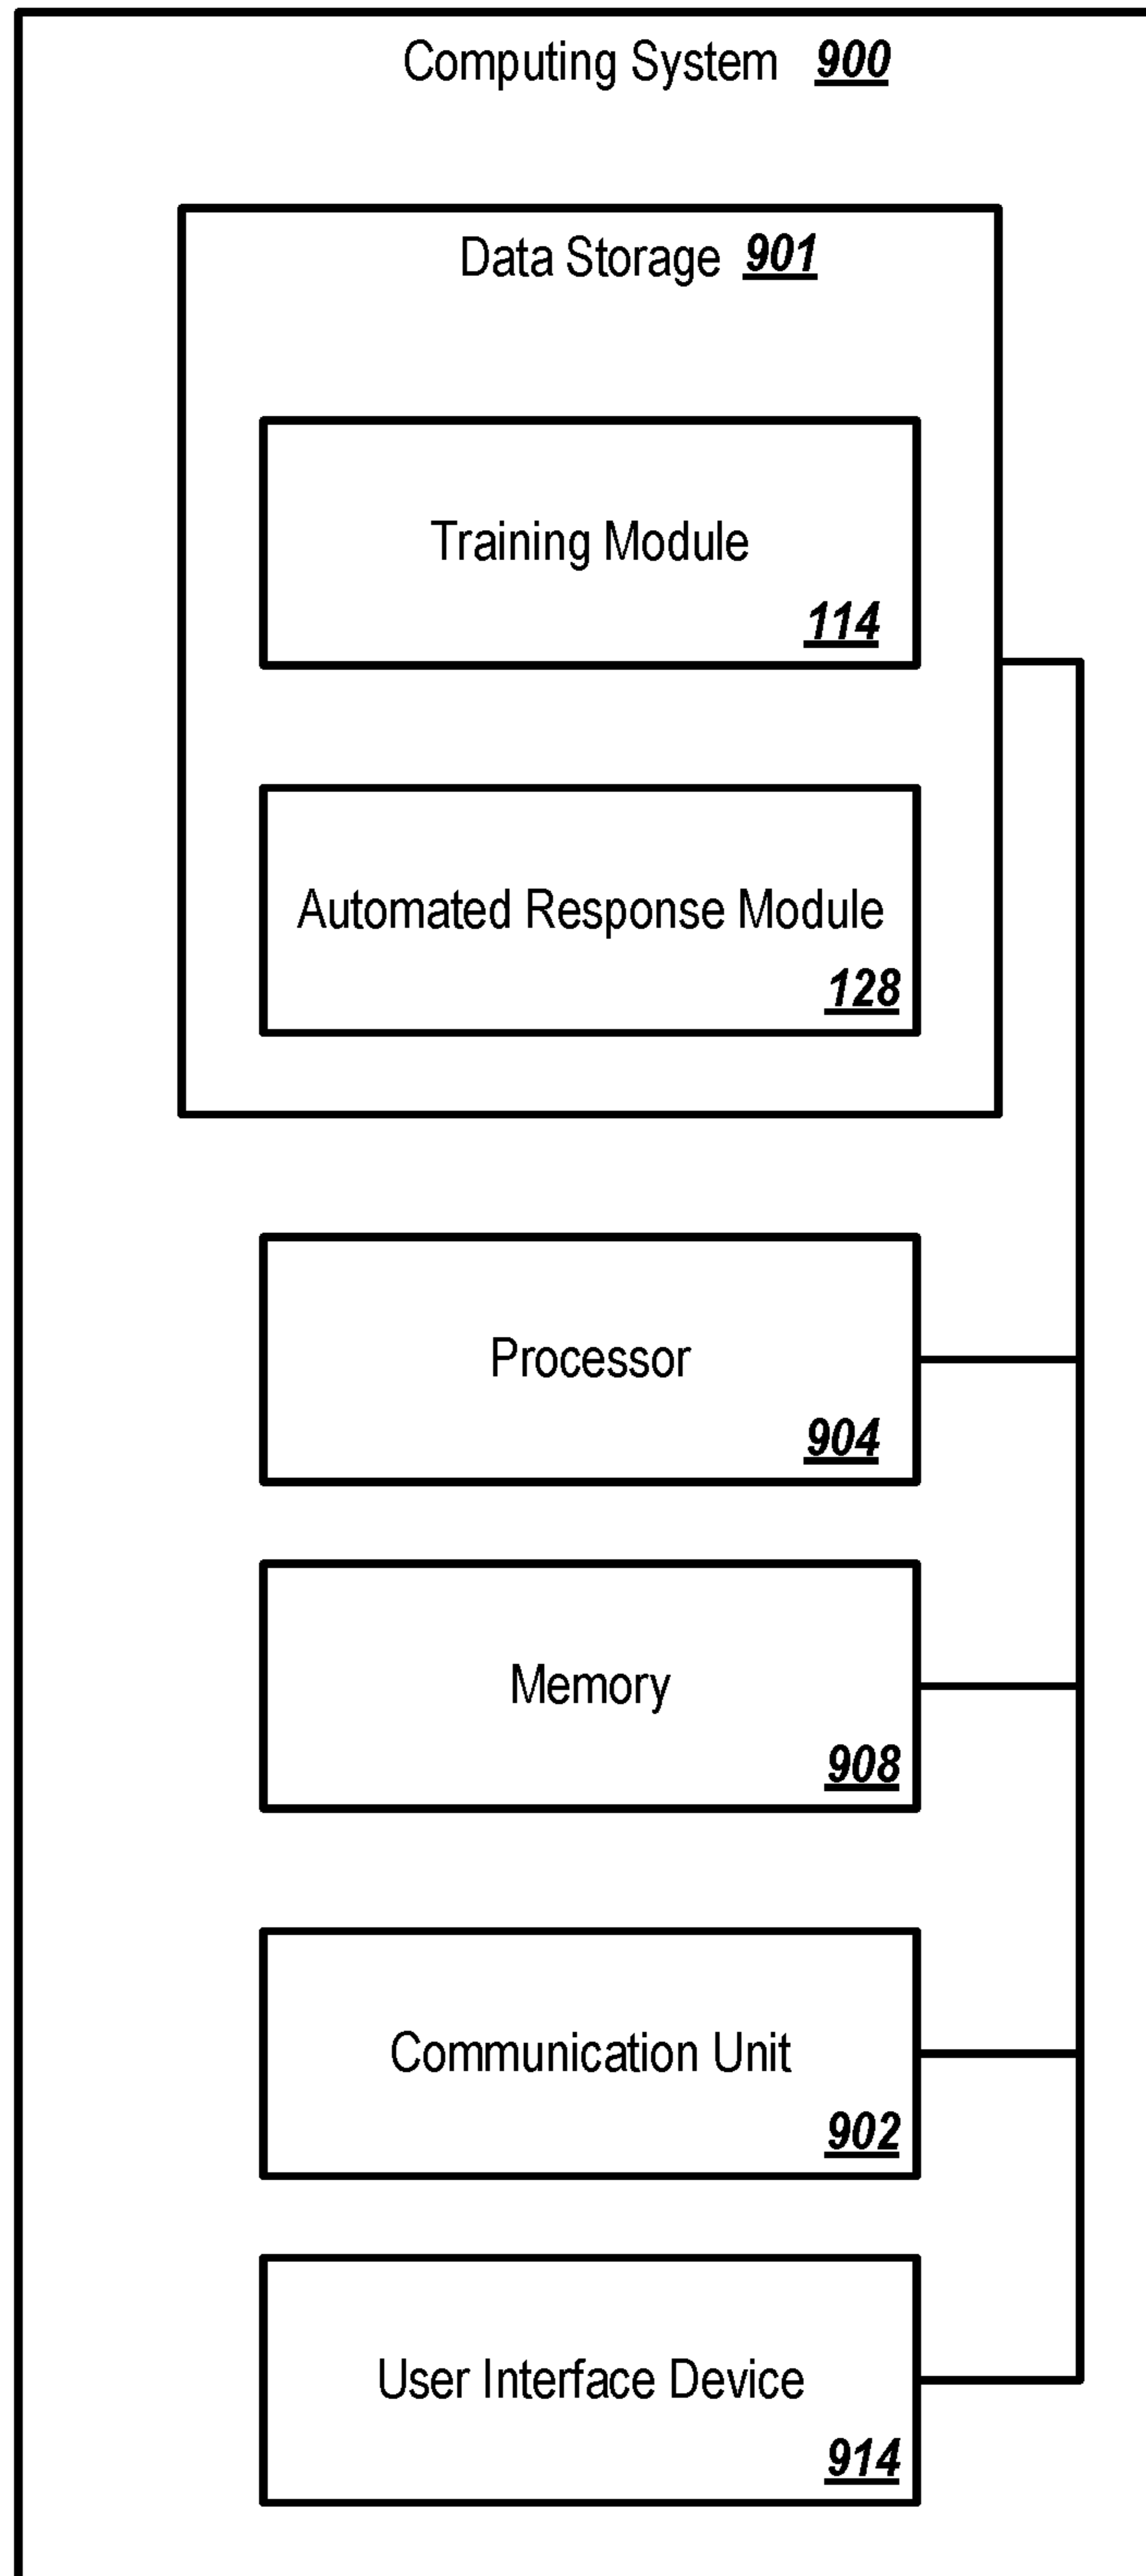 Computing System 900
Data Storage 901
Training Module
114
Automated Response Module
128
Processor
904
Memory
908
Communication Unit
902
User Interface Device
914